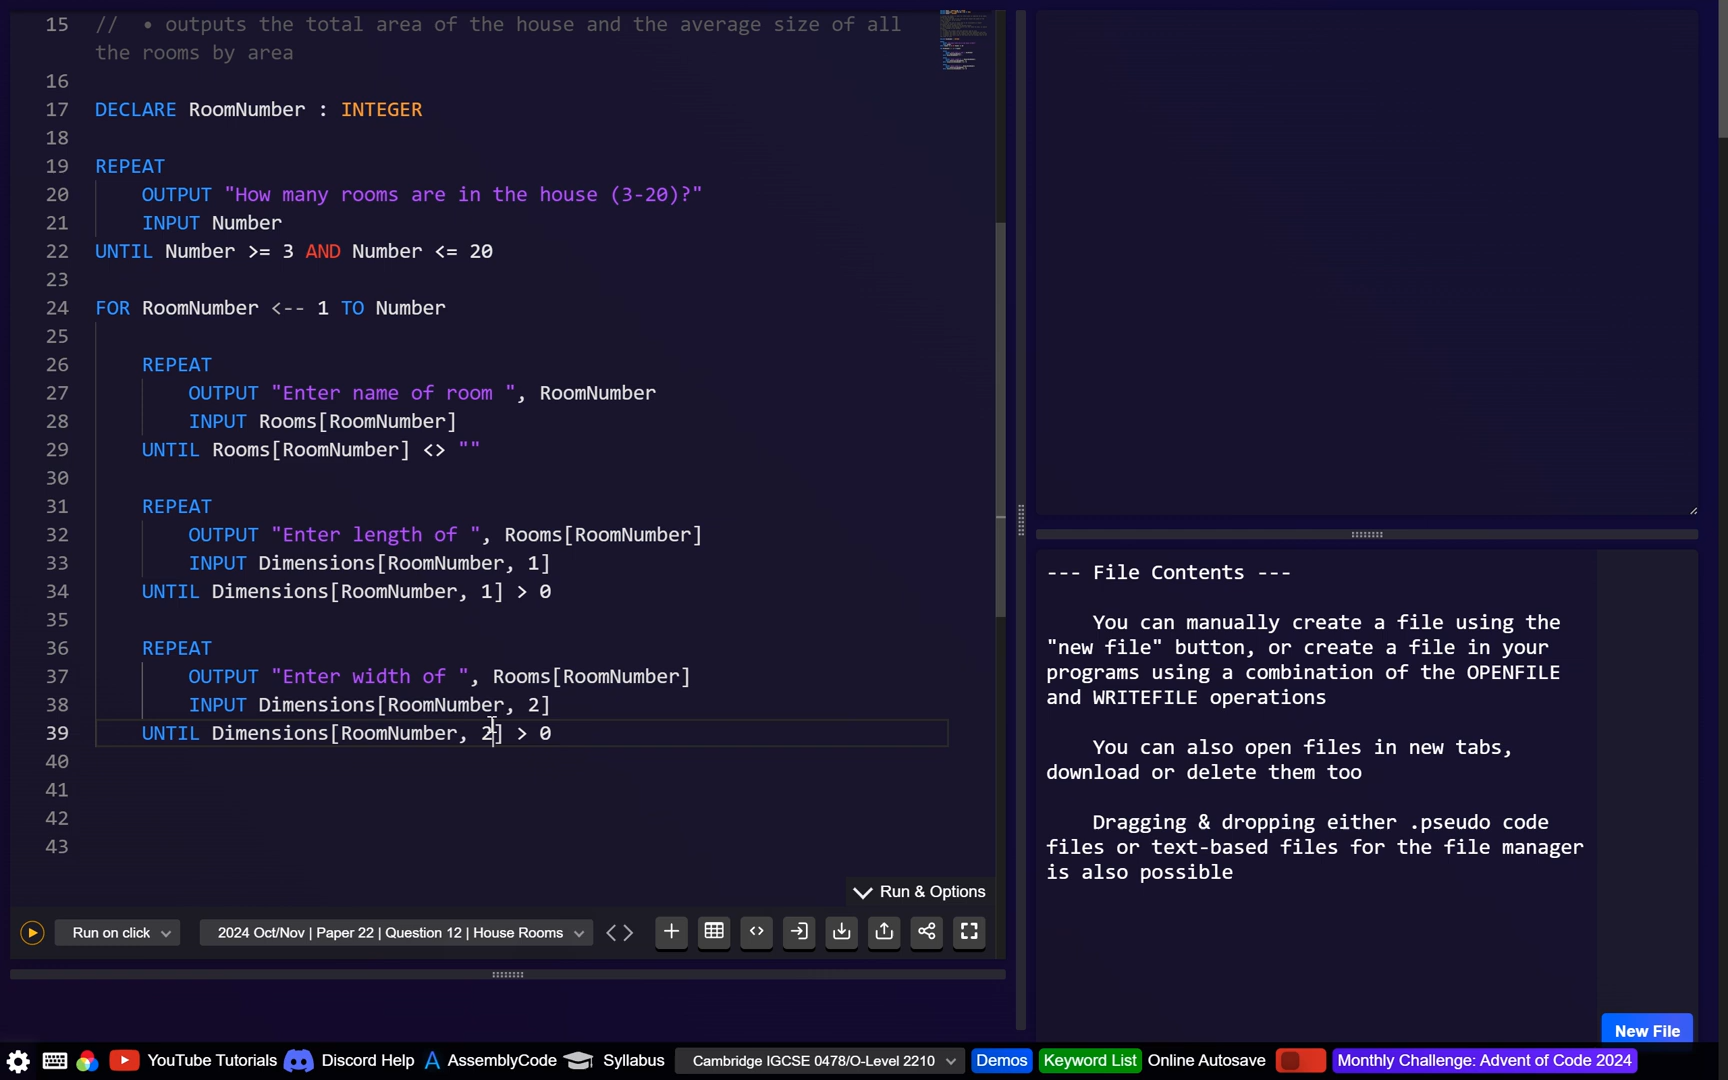 15 //  • outputs the total area of the house and the average size of all
the rooms by area
16
17 DECLARE RoomNumber : INTEGER
18
19 REPEAT
20     OUTPUT "How many rooms are in the house (3-20)?"
21     INPUT Number
22 UNTIL Number >= 3 AND Number <= 20
23
24 FOR RoomNumber <-- 1 TO Number
25
26     REPEAT
27         OUTPUT "Enter name of room ", RoomNumber
28         INPUT Rooms[RoomNumber]
29     UNTIL Rooms[RoomNumber] <> ""
30
31     REPEAT
32         OUTPUT "Enter length of ", Rooms[RoomNumber]
33         INPUT Dimensions[RoomNumber, 1]
34     UNTIL Dimensions[RoomNumber, 1] > 0
35
36     REPEAT
37         OUTPUT "Enter width of ", Rooms[RoomNumber]
38         INPUT Dimensions[RoomNumber, 2]
39     UNTIL Dimensions[RoomNumber, 2] > 0
40
41
42
43
Run & Options
Run on click 2024 Oct/Nov | Paper 22 | Question 12 | House Rooms
--- File Contents ---
You can manually create a file using the
"new file" button, or create a file in your
programs using a combination of the OPENFILE
and WRITEFILE operations
You can also open files in new tabs,
download or delete them too
Dragging & dropping either .pseudo code
files or text-based files for the file manager
is also possible
New File
YouTube Tutorials Discord Help AssemblyCode Syllabus Cambridge IGCSE 0478/O-Level 2210 Demos Keyword List Online Autosave Monthly Challenge: Advent of Code 2024